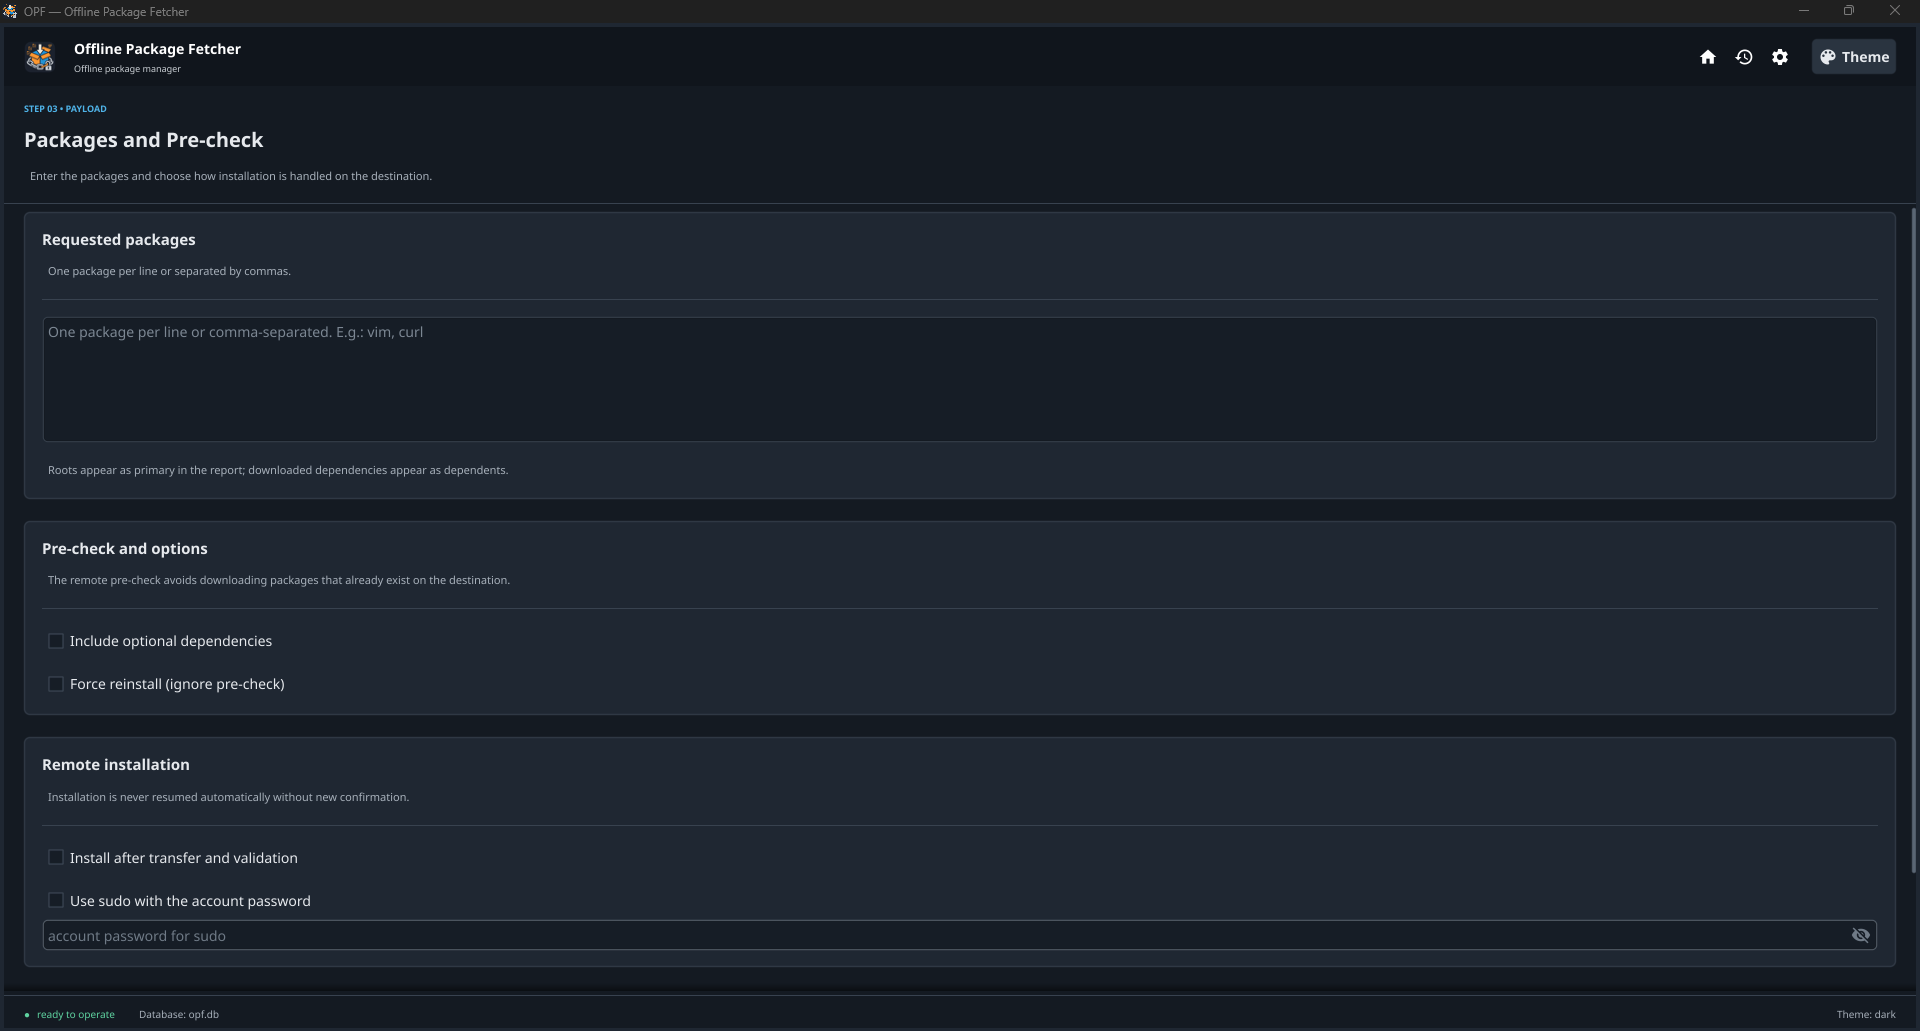 OPF — Offline Package Fetcher
Offline Package Fetcher
Offline package manager
Theme
STEP 03 • PAYLOAD
Packages and Pre-check
Enter the packages and choose how installation is handled on the destination.
Requested packages
One package per line or separated by commas.
One package per line or comma-separated. E.g.: vim, curl
Roots appear as primary in the report; downloaded dependencies appear as dependents.
Pre-check and options
The remote pre-check avoids downloading packages that already exist on the destination.
Include optional dependencies
Force reinstall (ignore pre-check)
Remote installation
Installation is never resumed automatically without new confirmation.
Install after transfer and validation
Use sudo with the account password
account password for sudo
ready to operate
Database: opf.db
Theme: dark